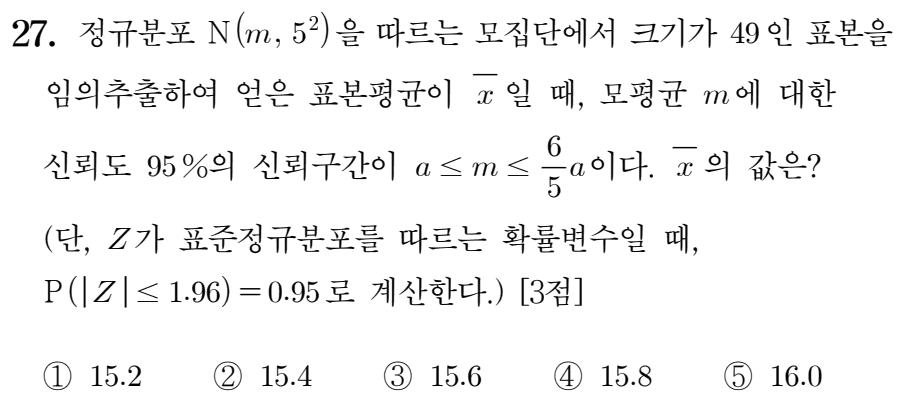 27. 정규분포 N(m, 5²)을 따르는 모집단에서 크기가 49인 표본을
임의추출하여 얻은 표본평균이 x̄일 때, 모평균 m에 대한
신뢰도 95%의 신뢰구간이 a ≤ m ≤ 6/5 a이다. x̄의 값은?
(단, Z가 표준정규분포를 따르는 확률변수일 때,
P(|Z| ≤ 1.96) = 0.95로 계산한다.) [3점]
① 15.2 ② 15.4 ③ 15.6 ④ 15.8 ⑤ 16.0